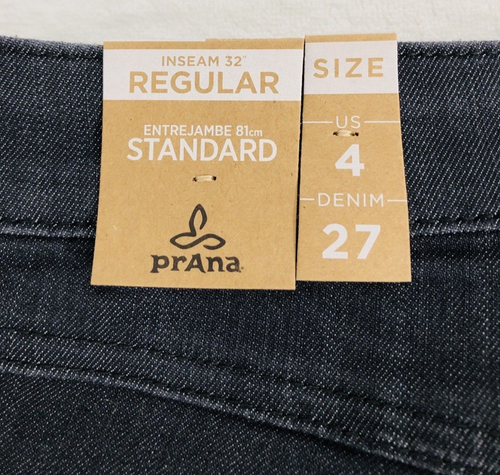 INSEAM 32"
REGULAR
ENTREJAMBE 81cm
STANDARD
prAna
SIZE
US
4
DENIM
27